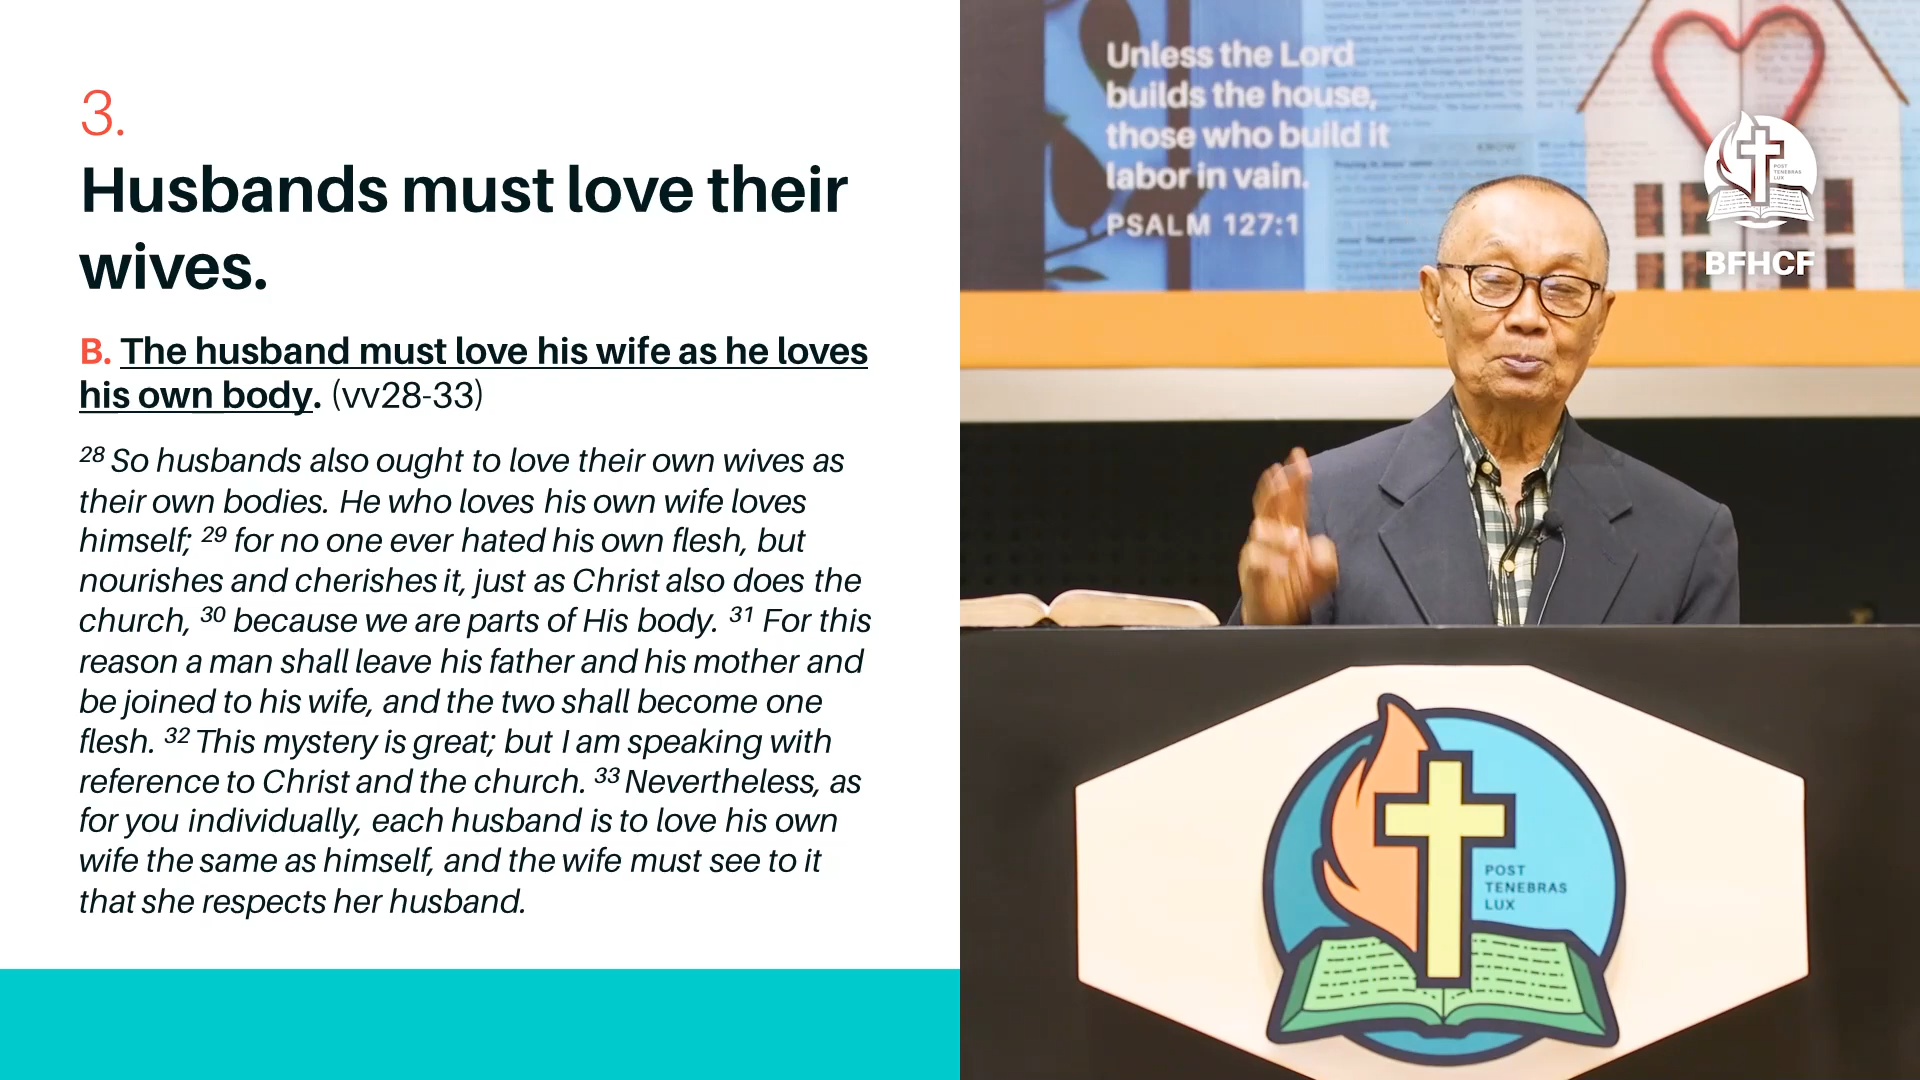 3.
Husbands must love their
wives.
B. The husband must love his wife as he loves
his own body. (vv28-33)
28 So husbands also ought to love their own wives as
their own bodies. He who loves his own wife loves
himself; 29 for no one ever hated his own flesh, but
nourishes and cherishes it, just as Christ also does the
church, 30 because we are parts of His body. 31 For this
reason a man shall leave his father and his mother and
be joined to his wife, and the two shall become one
flesh. 32 This mystery is great; but I am speaking with
reference to Christ and the church. 33 Nevertheless, as
for you individually, each husband is to love his own
wife the same as himself, and the wife must see to it
that she respects her husband.
Unless the Lord
builds the house,
those who build it
labor in vain.
PSALM 127:1
POST
TENEBRAS
LUX
BFHCF
POST
TENEBRAS
LUX